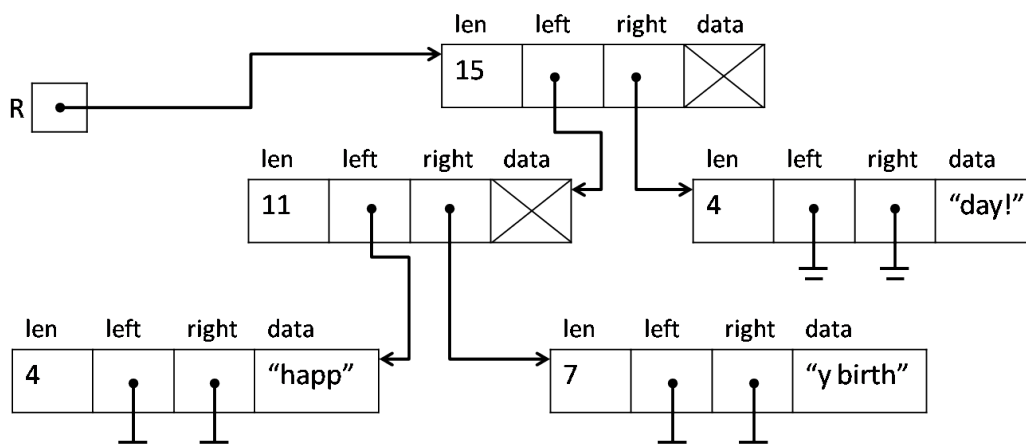 len left right data
15
R
len left right data
11
len left right data
4 “day!”
len left right data
4 “happ”
len left right data
7 “y birth”